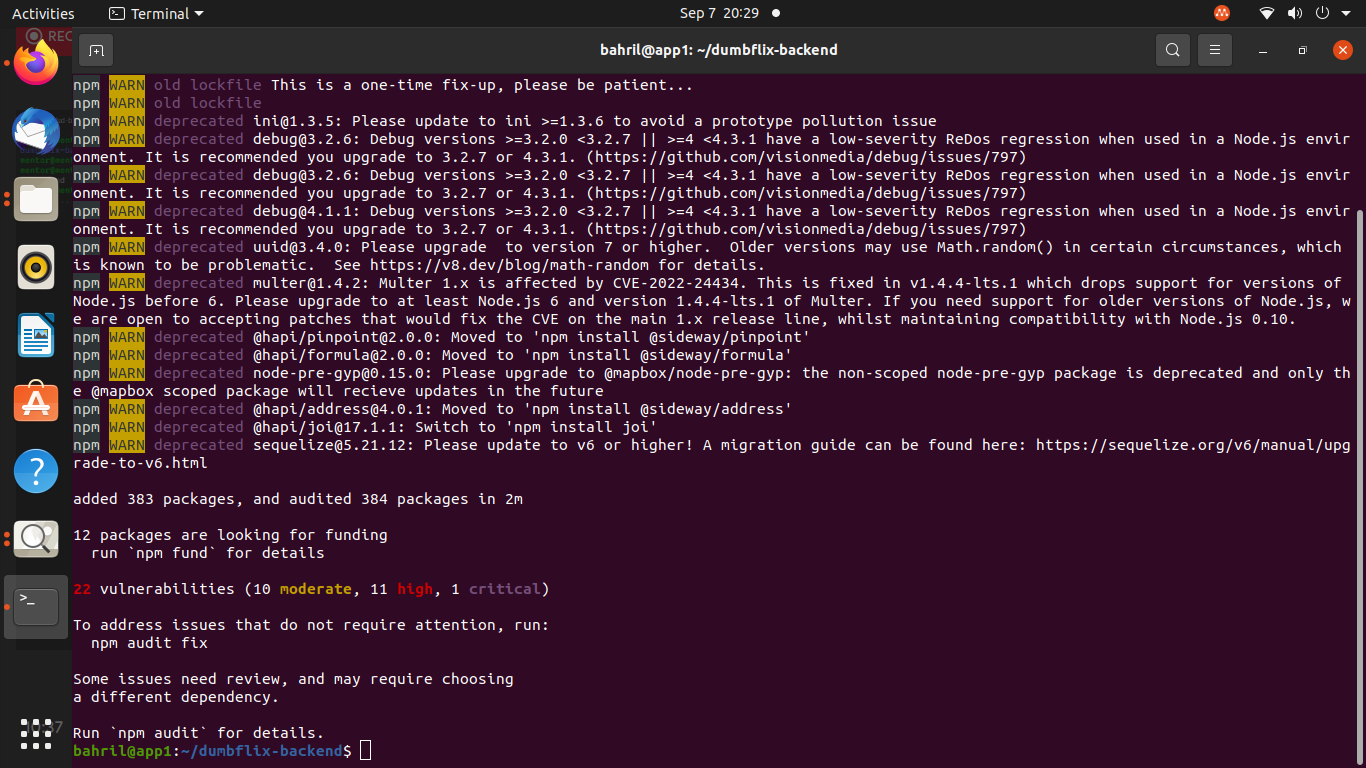 Activities Terminal Sep 7 20:29
REC
bahril@app1: ~/dumbflix-backend
npm WARN old lockfile This is a one-time fix-up, please be patient...
npm WARN old lockfile
npm WARN deprecated ini@1.3.5: Please update to ini >=1.3.6 to avoid a prototype pollution issue
npm WARN deprecated debug@3.2.6: Debug versions >=3.2.0 <3.2.7 || >=4 <4.3.1 have a low-severity ReDos regression when used in a Node.js envir
onment. It is recommended you upgrade to 3.2.7 or 4.3.1. (https://github.com/visionmedia/debug/issues/797)
npm WARN deprecated debug@3.2.6: Debug versions >=3.2.0 <3.2.7 || >=4 <4.3.1 have a low-severity ReDos regression when used in a Node.js envir
onment. It is recommended you upgrade to 3.2.7 or 4.3.1. (https://github.com/visionmedia/debug/issues/797)
npm WARN deprecated debug@4.1.1: Debug versions >=3.2.0 <3.2.7 || >=4 <4.3.1 have a low-severity ReDos regression when used in a Node.js envir
onment. It is recommended you upgrade to 3.2.7 or 4.3.1. (https://github.com/visionmedia/debug/issues/797)
npm WARN deprecated uuid@3.4.0: Please upgrade  to version 7 or higher.  Older versions may use Math.random() in certain circumstances, which
is known to be problematic.  See https://v8.dev/blog/math-random for details.
npm WARN deprecated multer@1.4.2: Multer 1.x is affected by CVE-2022-24434. This is fixed in v1.4.4-lts.1 which drops support for versions of
Node.js before 6. Please upgrade to at least Node.js 6 and version 1.4.4-lts.1 of Multer. If you need support for older versions of Node.js, w
e are open to accepting patches that would fix the CVE on the main 1.x release line, whilst maintaining compatibility with Node.js 0.10.
npm WARN deprecated @hapi/pinpoint@2.0.0: Moved to 'npm install @sideway/pinpoint'
npm WARN deprecated @hapi/formula@2.0.0: Moved to 'npm install @sideway/formula'
npm WARN deprecated node-pre-gyp@0.15.0: Please upgrade to @mapbox/node-pre-gyp: the non-scoped node-pre-gyp package is deprecated and only th
e @mapbox scoped package will recieve updates in the future
npm WARN deprecated @hapi/address@4.0.1: Moved to 'npm install @sideway/address'
npm WARN deprecated @hapi/joi@17.1.1: Switch to 'npm install joi'
npm WARN deprecated sequelize@5.21.12: Please update to v6 or higher! A migration guide can be found here: https://sequelize.org/v6/manual/upg
rade-to-v6.html
added 383 packages, and audited 384 packages in 2m
12 packages are looking for funding
run `npm fund` for details
22 vulnerabilities (10 moderate, 11 high, 1 critical)
To address issues that do not require attention, run:
npm audit fix
Some issues need review, and may require choosing
a different dependency.
Run `npm audit` for details.
bahril@app1:~/dumbflix-backend$